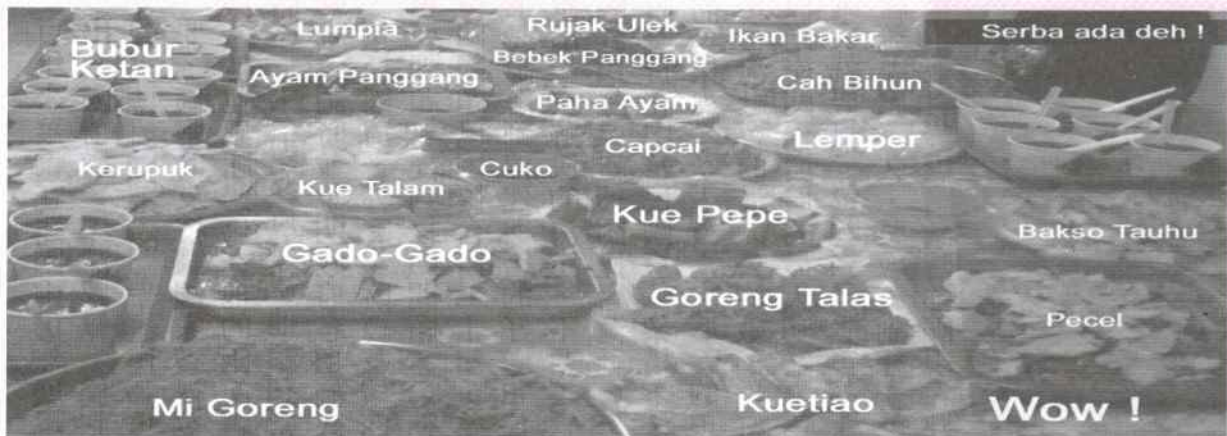 Lumpia
Rujak Ulek
Ikan Bakar
Serba ada deh !
Bubur
Ketan
Bebek Panggang
Ayam Panggang
Cah Bihun
Paha Ayam
Lemper
Capcai
Kerupuk
Cuko
Kue Talam
Kue Pepe
Bakso Tauhu
Gado-Gado
Goreng Talas
Pecel
Mi Goreng
Kuetiao
Wow !